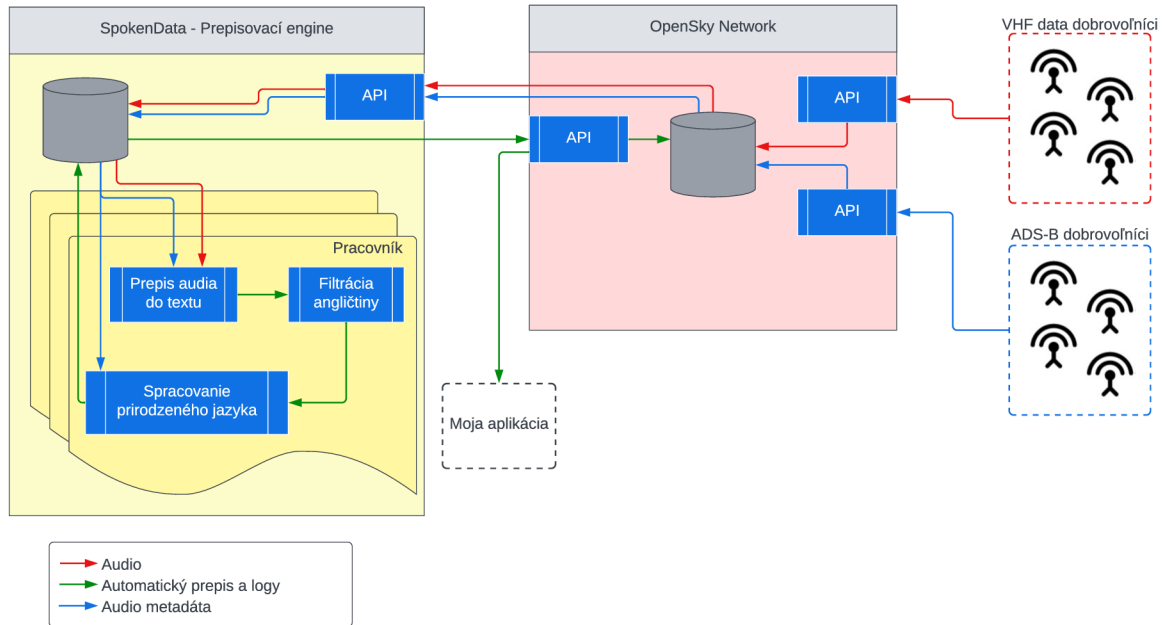 SpokenData - Prepisovací engine
OpenSky Network
VHF data dobrovoľníci
API
API
API
API
ADS-B dobrovoľníci
Pracovník
Prepis audia
do textu
Filtrácia
angličtiny
Spracovanie
prirodzeného jazyka
Moja aplikácia
Audio
Automatický prepis a logy
Audio metadáta